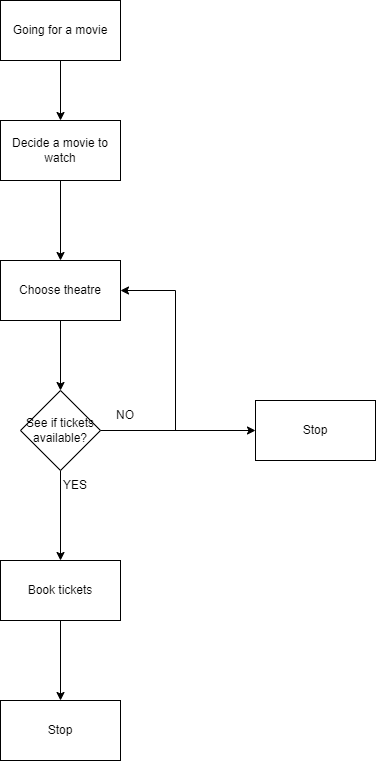 Going for a movie
Decide a movie to
watch
Choose theatre
See if tickets
available?
NO
Stop
YES
Book tickets
Stop